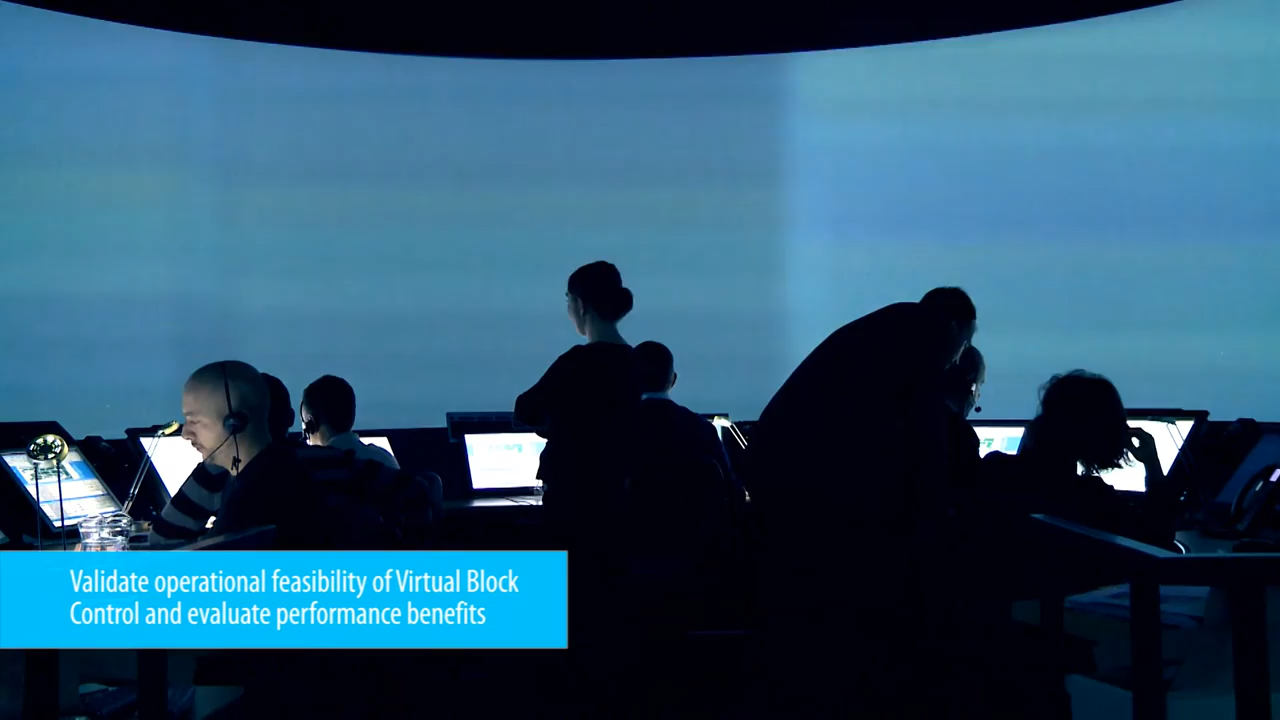 Validate operational feasibility of Virtual Block
Control and evaluate performance benefits